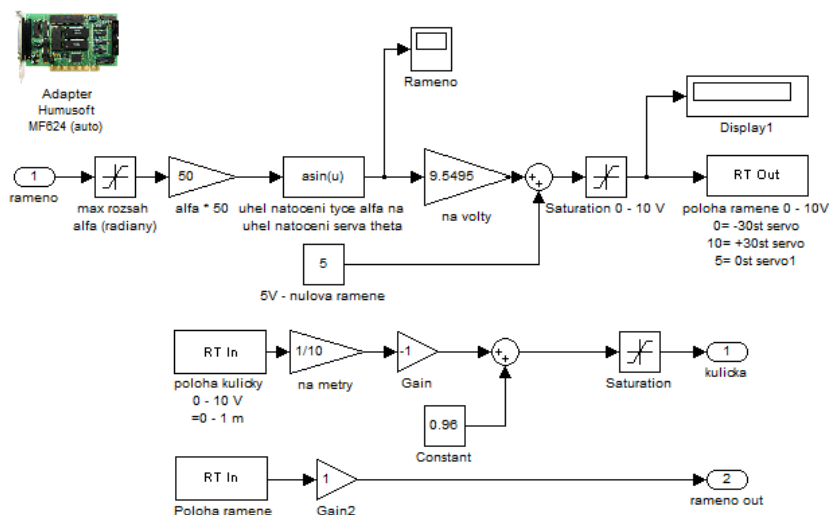 Adapter
Humusoft
MF624 (auto)
Rameno
Display1
1
rameno
max rozsah
alfa (radiany)
50
alfa * 50
asin(u)
uhel natoceni tyce alfa na
uhel natoceni serva theta
9.5495
na volty
Saturation 0 - 10 V
RT Out
poloha ramene 0 - 10V
0= -30st servo
10= +30st servo
5= 0st servo1
5
5V - nulova ramene
RT In
poloha kulicky
0 - 10 V
=0 - 1 m
1/10
na metry
-1
Gain
0.96
Constant
Saturation
1
kulicka
RT In
Poloha ramene
1
Gain2
2
rameno out